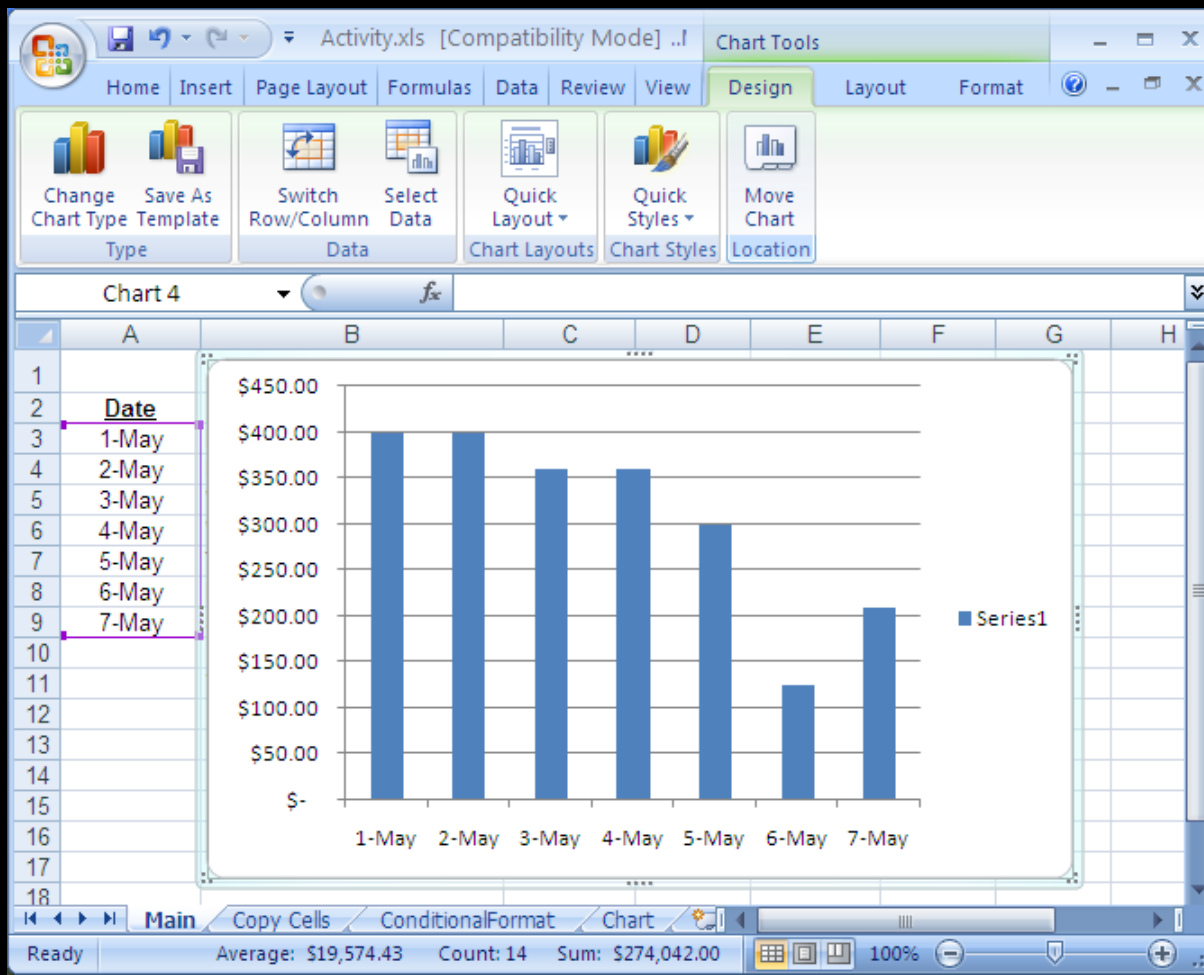 Activity.xls [Compatibility Mode] ..
Chart Tools
Home Insert Page Layout Formulas Data Review View Design Layout Format
Change Chart Type
Save As Template
Switch Row/Column
Select Data
Quick Layout
Quick Styles
Move Chart
Type Data Chart Layouts Chart Styles Location
Chart 4 fx
A B C D E F G H
1
2 Date
3 1-May
4 2-May
5 3-May
6 4-May
7 5-May
8 6-May
9 7-May
10
11
12
13
14
15
16
17
18
$450.00
$400.00
$350.00
$300.00
$250.00
$200.00
$150.00
$100.00
$50.00
$-
1-May 2-May 3-May 4-May 5-May 6-May 7-May
Series1
Main Copy Cells ConditionalFormat Chart
Ready Average: $19,574.43 Count: 14 Sum: $274,042.00 100%